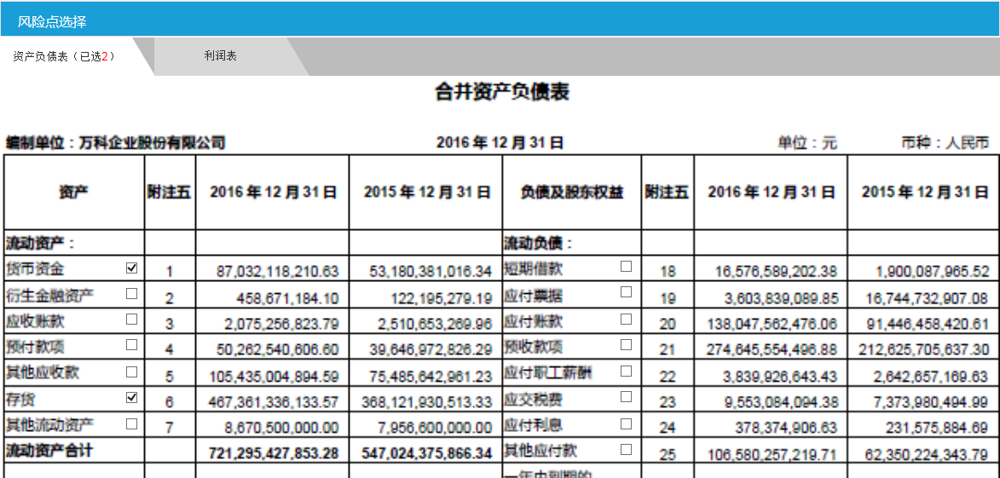 风险点选择
资产负债表（已选2） 利润表
合并资产负债表
编制单位：万科企业股份有限公司 2016 年 12 月 31 日 单位：元 币种：人民币
资产 附注五 2016 年 12 月 31 日 2015 年 12 月 31 日 负债及股东权益 附注五 2016 年 12 月 31 日 2015 年 12 月 31 日
流动资产： 流动负债：
货币资金 1 87,032,118,210.63 53,180,381,016.34 短期借款 18 16,576,589,202.38 1,900,087,965.52
衍生金融资产 2 458,671,184.10 122,195,279.19 应付票据 19 3,603,839,089.85 16,744,732,907.08
应收账款 3 2,075,256,823.79 2,510,653,269.96 应付账款 20 138,047,562,476.06 91,446,458,420.61
预付款项 4 50,262,540,606.60 39,646,972,826.29 预收款项 21 274,645,554,496.88 212,625,705,637.30
其他应收款 5 105,435,004,894.59 75,485,642,961.23 应付职工薪酬 22 3,839,926,643.43 2,642,657,169.63
存货 6 467,361,336,133.57 368,121,930,513.33 应交税费 23 9,553,084,094.38 7,373,980,494.99
其他流动资产 7 8,670,500,000.00 7,956,600,000.00 应付利息 24 378,374,906.63 231,575,884.69
流动资产合计 721,295,427,853.28 547,024,375,866.34 其他应付款 25 106,580,257,219.71 62,350,224,343.79
一年内到期的